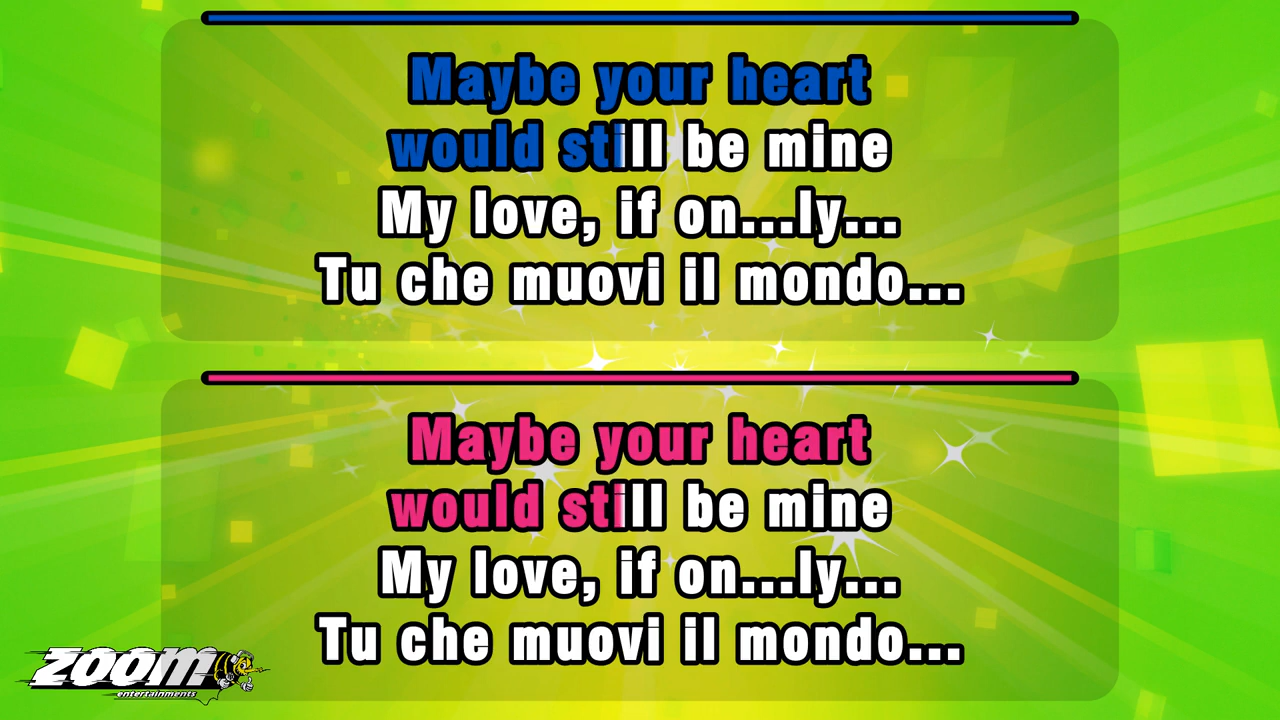 Maybe your heart
would still be mine
My love, if on...ly...
Tu che muovi il mondo...
Maybe your heart
would still be mine
My love, if on...ly...
Tu che muovi il mondo...
ZOOM
entertainments